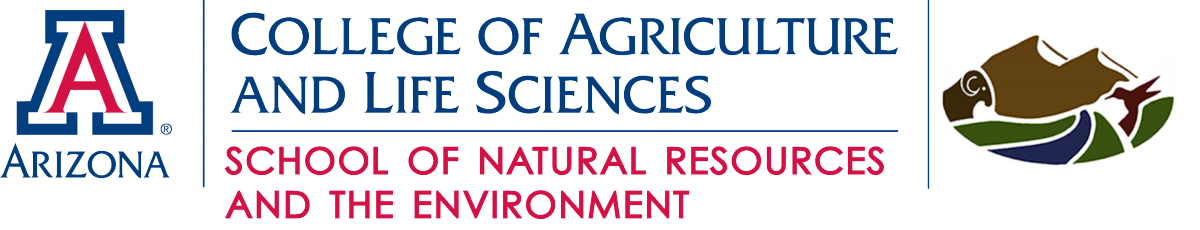 A
®
ARIZONA
COLLEGE OF AGRICULTURE
AND LIFE SCIENCES
SCHOOL OF NATURAL RESOURCES
AND THE ENVIRONMENT